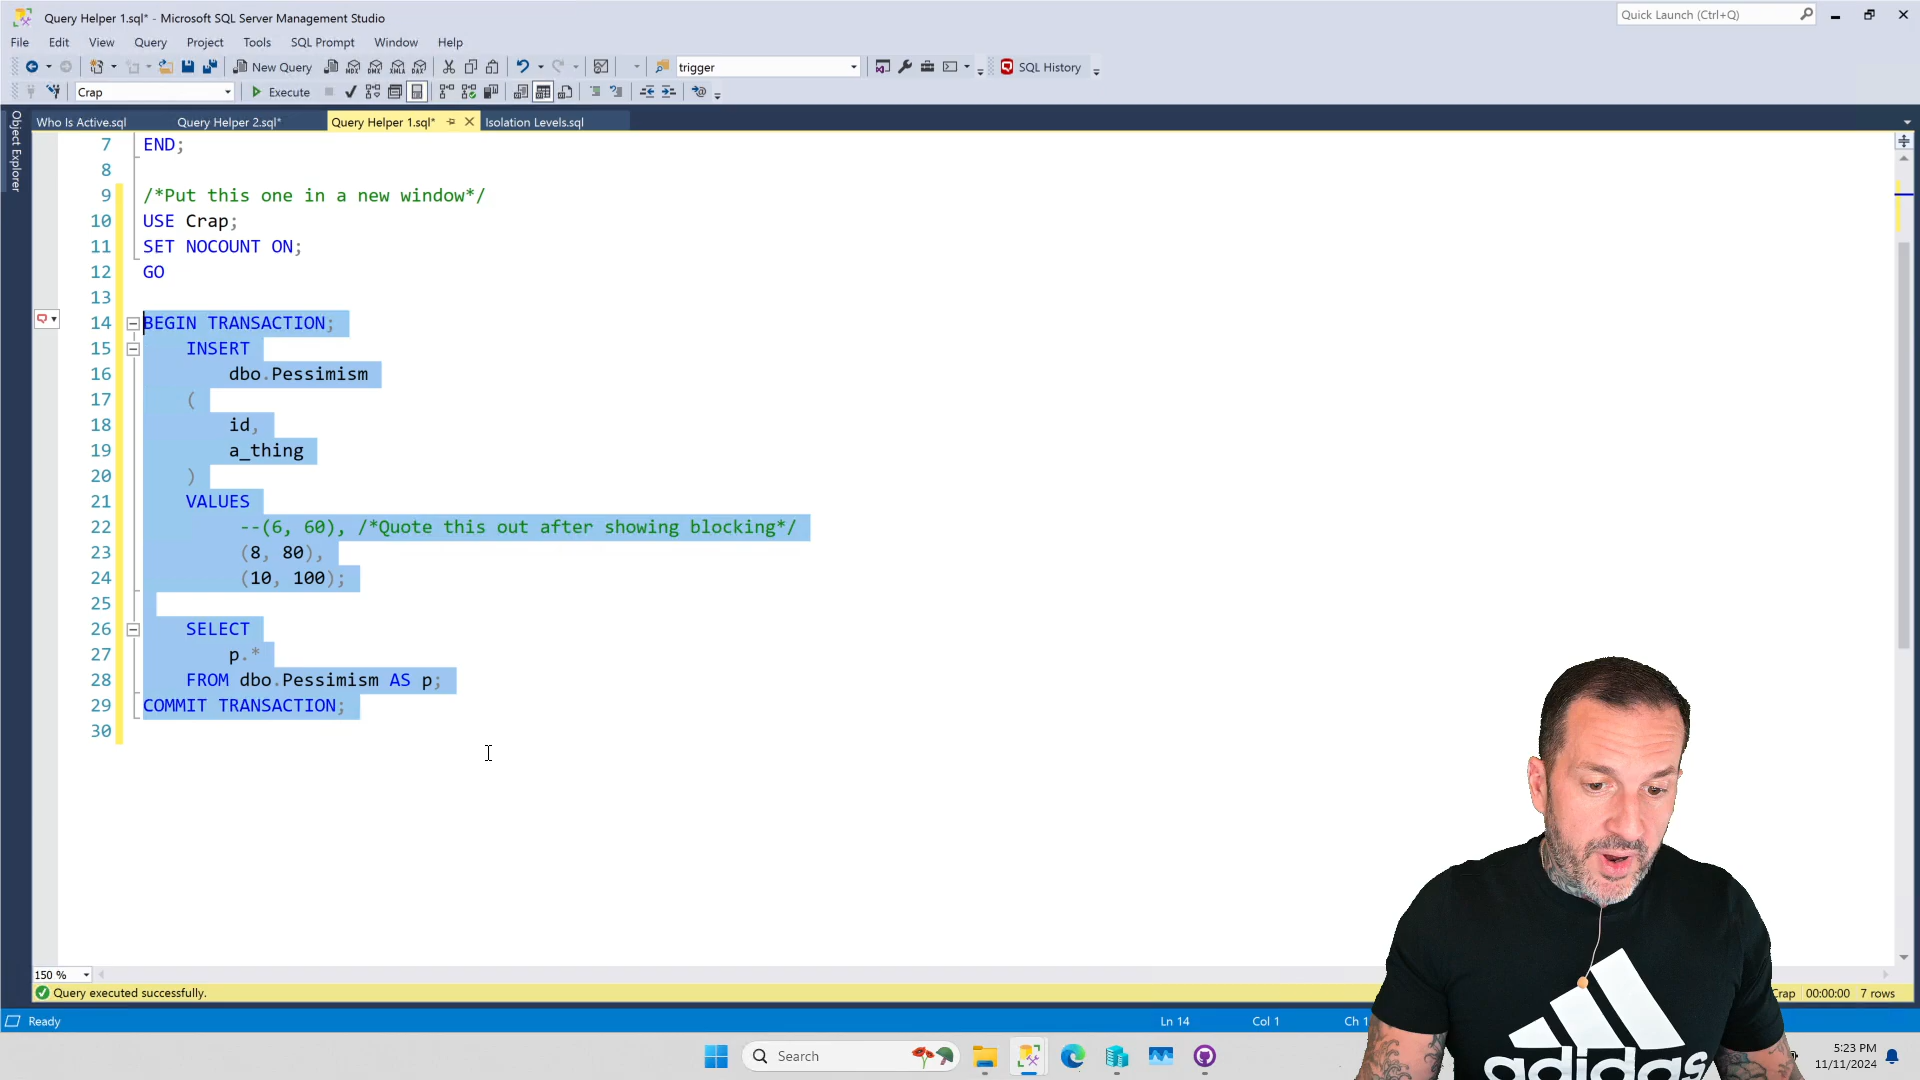 Query Helper 1.sql* - Microsoft SQL Server Management Studio
Quick Launch (Ctrl+Q)
File Edit View Query Project Tools SQL Prompt Window Help
New Query MDX DMX XMLA DAX trigger SQL History
Crap Execute
Who Is Active.sql Query Helper 2.sql* Query Helper 1.sql* Isolation Levels.sql
Object Explorer
7 END;
8
9 /*Put this one in a new window*/
10 USE Crap;
11 SET NOCOUNT ON;
12 GO
13
14 BEGIN TRANSACTION;
15 INSERT
16 dbo.Pessimism
17 (
18 id,
19 a_thing
20 )
21 VALUES
22 --(6, 60), /*Quote this out after showing blocking*/
23 (8, 80),
24 (10, 100);
25
26 SELECT
27 p.*
28 FROM dbo.Pessimism AS p;
29 COMMIT TRANSACTION;
30
150 %
Query executed successfully. Crap 00:00:00 7 rows
Ready Ln 14 Col 1 Ch 1
Search
5:23 PM
11/11/2024
adidas